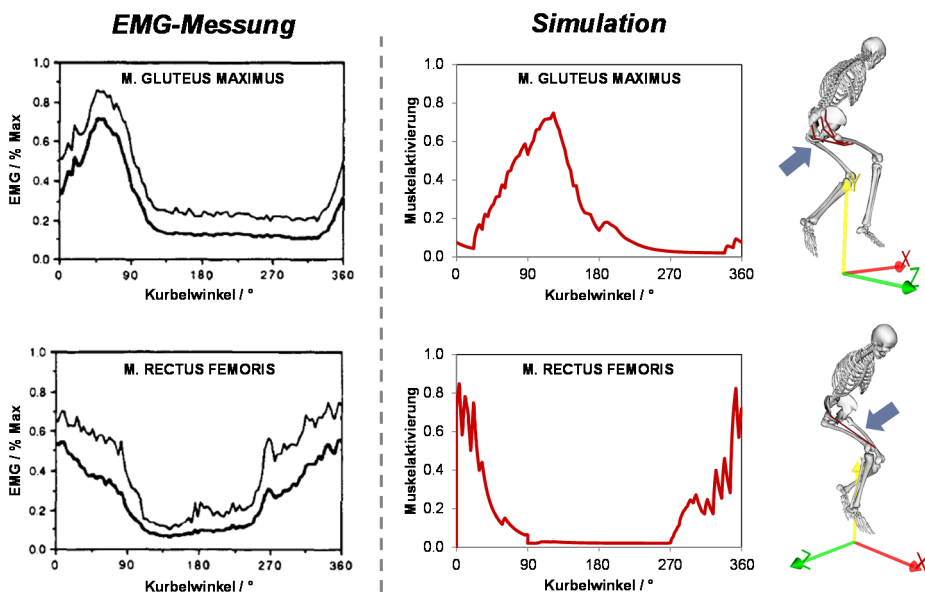 EMG-Messung
Simulation
M. GLUTEUS MAXIMUS
EMG / % Max
1.0
0.8
0.6
0.4
0.2
0.0
0 90 180 270 360
Kurbelwinkel / °
M. GLUTEUS MAXIMUS
Muskelaktivierung
1.0
0.8
0.6
0.4
0.2
0.0
0 90 180 270 360
Kurbelwinkel / °
Y
X
Z
M. RECTUS FEMORIS
EMG / % Max
1.0
0.8
0.6
0.4
0.2
0.0
0 90 180 270 360
Kurbelwinkel / °
M. RECTUS FEMORIS
Muskelaktivierung
1.0
0.8
0.6
0.4
0.2
0.0
0 90 180 270 360
Kurbelwinkel / °
Z
X